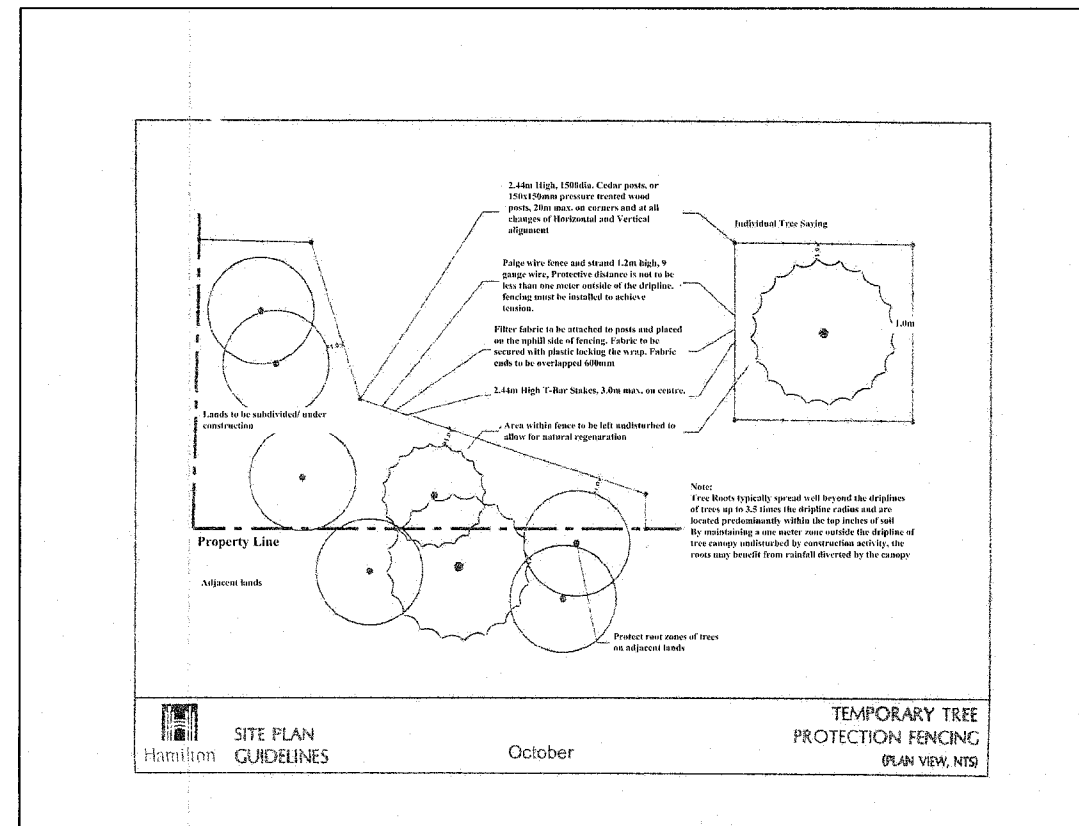 2.44m High, 1500dia. Cedar posts, or
150x150mm pressure treated wood
posts, 20m max. on corners and at all
changes of Horizontal and Vertical
alignment
Individual Tree Saving
Paige wire fence and strand 1.2m high, 9
gauge wire, Protective distance is not to be
less than one meter outside of the dripline.
fencing must be installed to achieve
tension.
Filter fabric to be attached to posts and placed
on the uphill side of fencing. Fabric to be
secured with plastic locking the wrap. Fabric
ends to be overlapped 600mm
2.44m High T-Bar Stakes, 3.0m max. on centre.
Area within fence to be left undisturbed to
allow for natural regenaration
1.0m
Lands to be subdivided/ under
construction
Note:
Tree Roots typically spread well beyond the driplines
of trees up to 3.5 times the dripline radius and are
located predominantly within the top inches of soil
By maintaining a one meter zone outside the dripline of
tree canopy undisturbed by construction activity, the
roots may benefit from rainfall diverted by the canopy
Property Line
Adjacent lands
Protect root zones of trees
on adjacent lands
Hamilton
SITE PLAN
GUIDELINES
October
TEMPORARY TREE
PROTECTION FENCING
(PLAN VIEW, NTS)